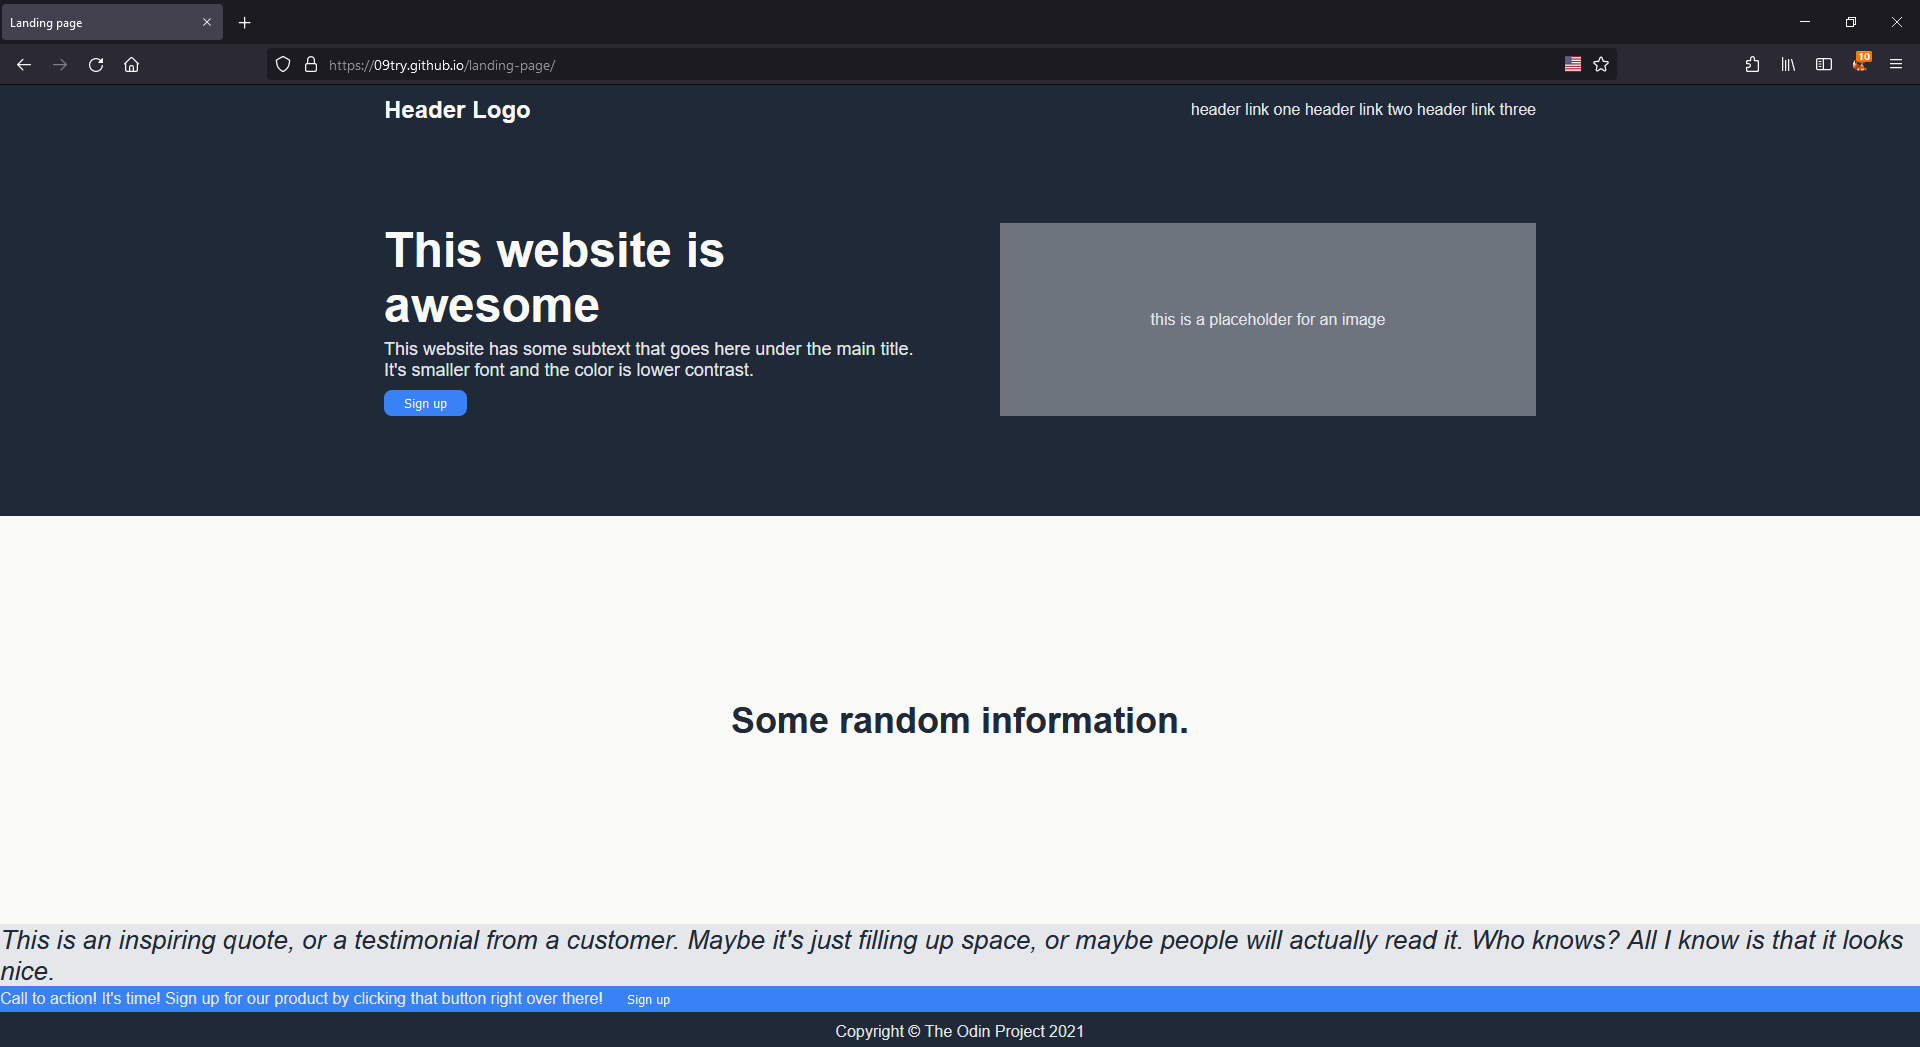 Landing page
https://09try.github.io/landing-page/
10
Header Logo
header link one header link two header link three
This website is
awesome
This website has some subtext that goes here under the main title.
It's smaller font and the color is lower contrast.
Sign up
this is a placeholder for an image
Some random information.
This is an inspiring quote, or a testimonial from a customer. Maybe it's just filling up space, or maybe people will actually read it. Who knows? All I know is that it looks
nice.
Call to action! It's time! Sign up for our product by clicking that button right over there!
Sign up
Copyright © The Odin Project 2021